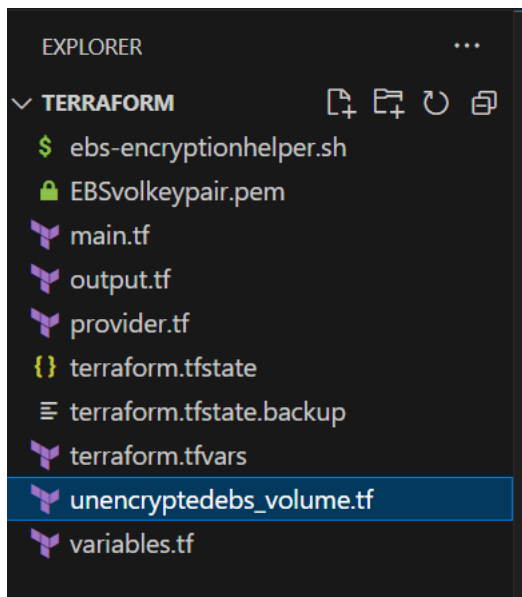 EXPLORER
TERRAFORM
$ ebs-encryptionhelper.sh
EBSvolkeypair.pem
main.tf
output.tf
provider.tf
{} terraform.tfstate
terraform.tfstate.backup
terraform.tfvars
unencryptedebs_volume.tf
variables.tf